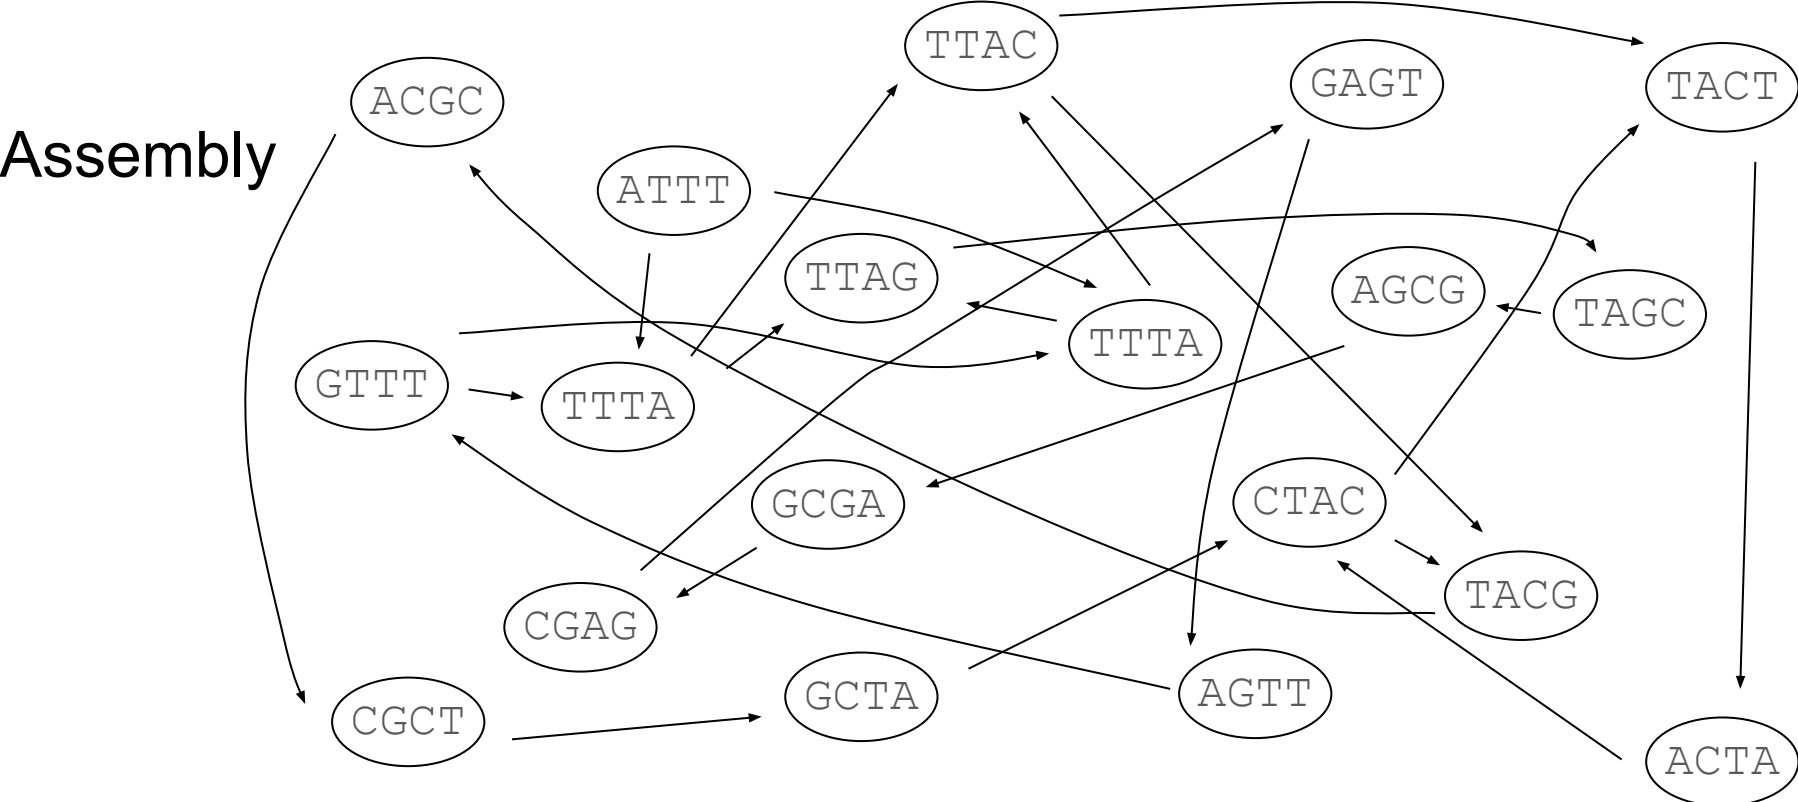 TTAC
GAGT
TACT
ACGC
Assembly
ATTT
TTAG
AGCG
TAGC
TTTA
GTTT
TTTA
GCGA
CTAC
TACG
CGAG
GCTA
AGTT
CGCT
ACTA